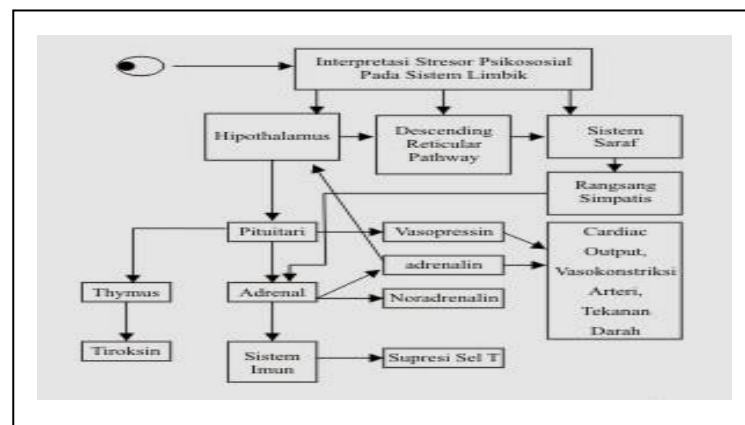 Interpretasi Stresor Psikososial
Pada Sistem Limbik
Hipothalamus
Descending
Reticular
Pathway
Sistem
Saraf
Rangsang
Simpatis
Pituitari
Vasopressin
Cardiac
Output,
Vasokonstriksi
Arteri,
Tekanan
Darah
adrenalin
Thymus
Adrenal
Noradrenalin
Tiroksin
Sistem
Imun
Supresi Sel T